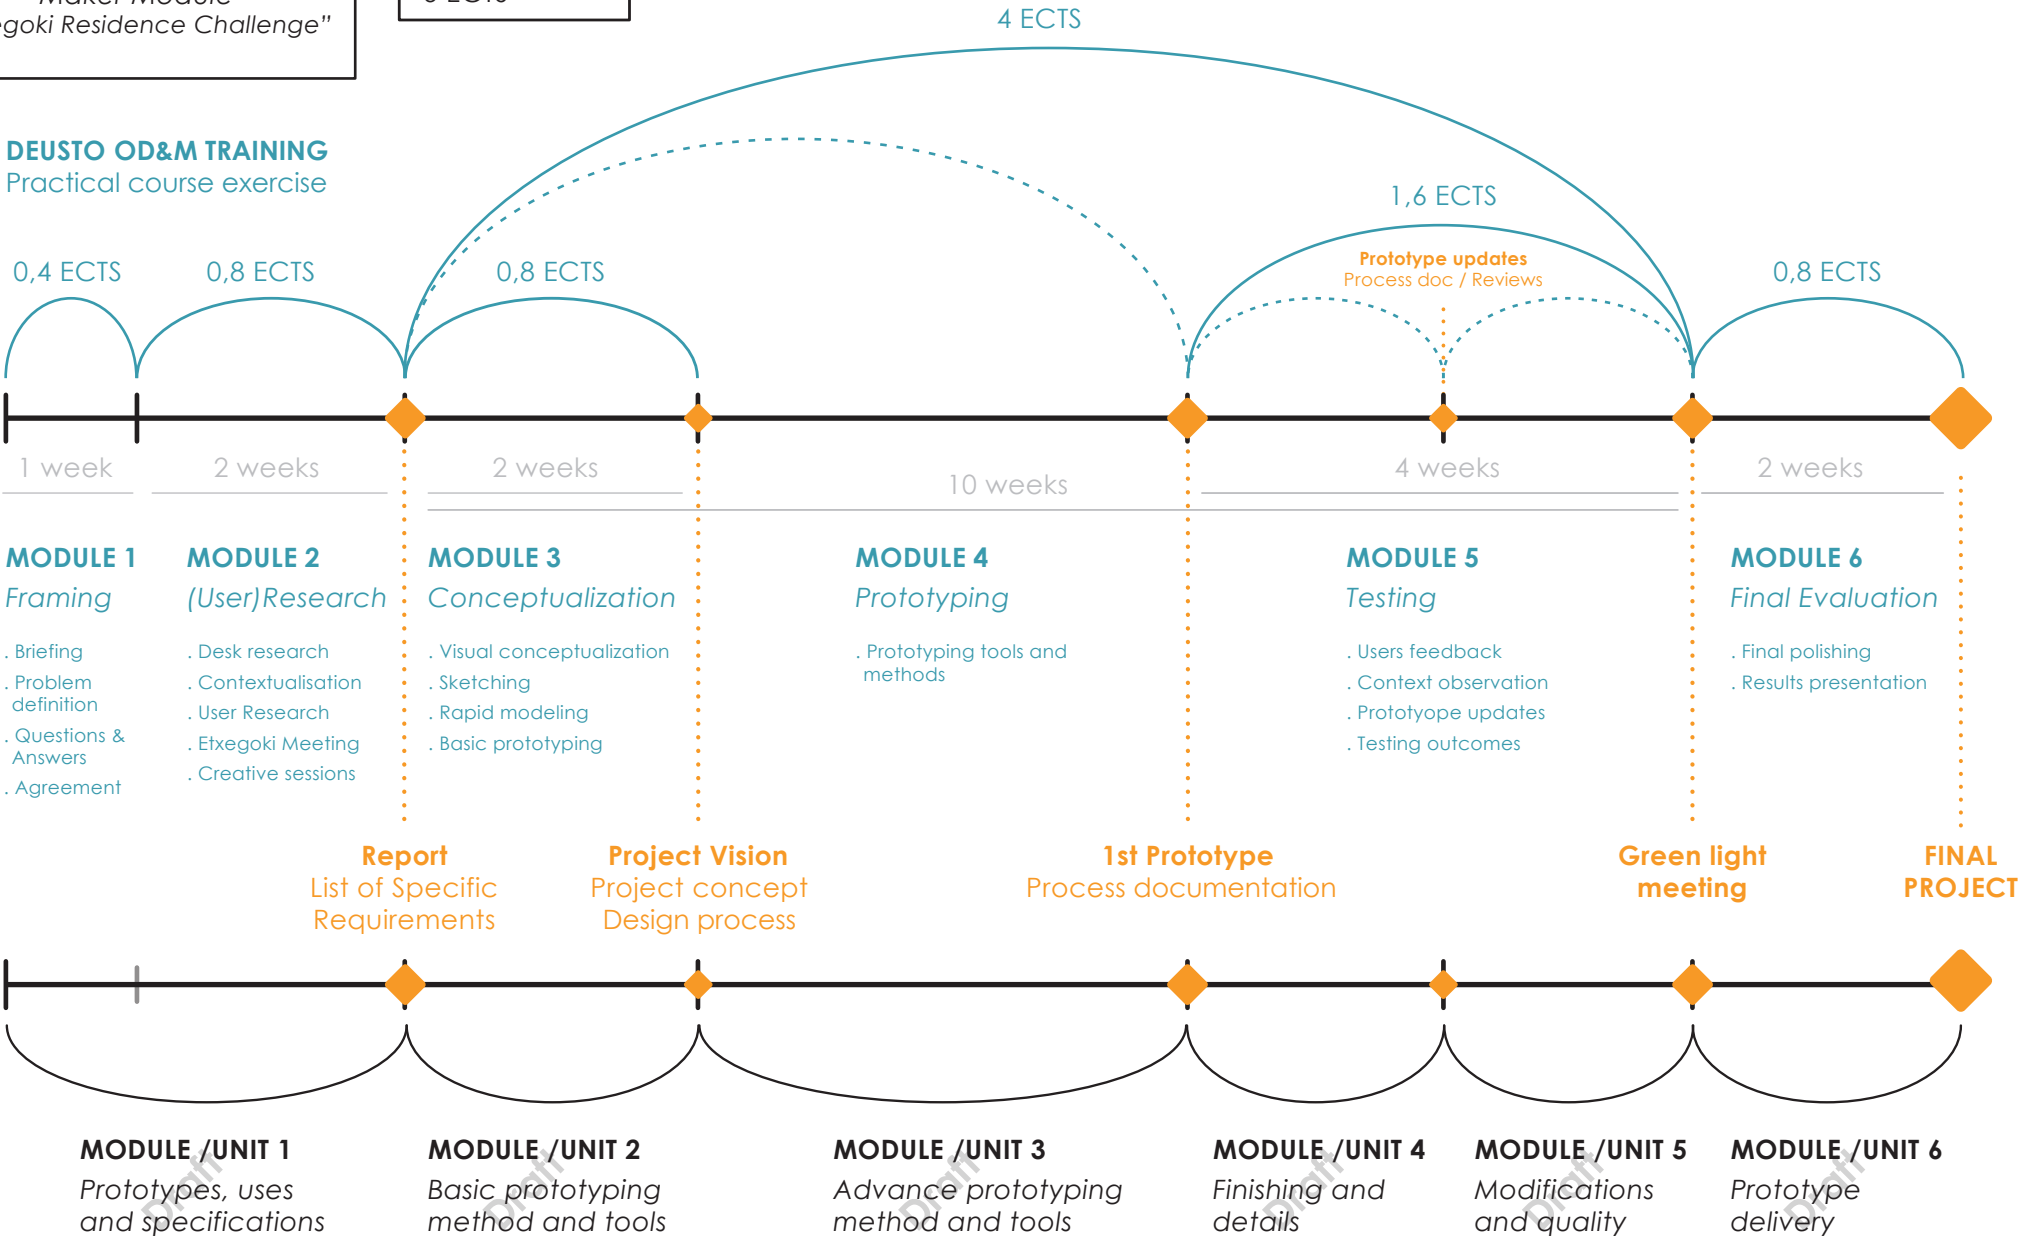 Residence Challenge”
4 ECTS
DEUSTO OD&M TRAINING
Practical course exercise
1,6 ECTS
Prototype updates
Process doc / Reviews
0,4 ECTS
0,8 ECTS
0,8 ECTS
0,8 ECTS
1 week
2 weeks
2 weeks
10 weeks
4 weeks
2 weeks
MODULE 1
Framing
. Briefing
. Problem
definition
. Questions &
Answers
. Agreement
MODULE 2
(User)Research
. Desk research
. Contextualisation
. User Research
. Etxegoki Meeting
. Creative sessions
MODULE 3
Conceptualization
. Visual conceptualization
. Sketching
. Rapid modeling
. Basic prototyping
MODULE 4
Prototyping
. Prototyping tools and
methods
MODULE 5
Testing
. Users feedback
. Context observation
. Prototyope updates
. Testing outcomes
MODULE 6
Final Evaluation
. Final polishing
. Results presentation
Report
List of Specific
Requirements
Project Vision
Project concept
Design process
1st Prototype
Process documentation
Green light
meeting
FINAL
PROJECT
MODULE /UNIT 1
Prototypes, uses
and specifications
Draft
MODULE /UNIT 2
Basic prototyping
method and tools
Draft
MODULE /UNIT 3
Advance prototyping
method and tools
Draft
MODULE /UNIT 4
Finishing and
details
Draft
MODULE /UNIT 5
Modifications
and quality
Draft
MODULE /UNIT 6
Prototype
delivery
Draft